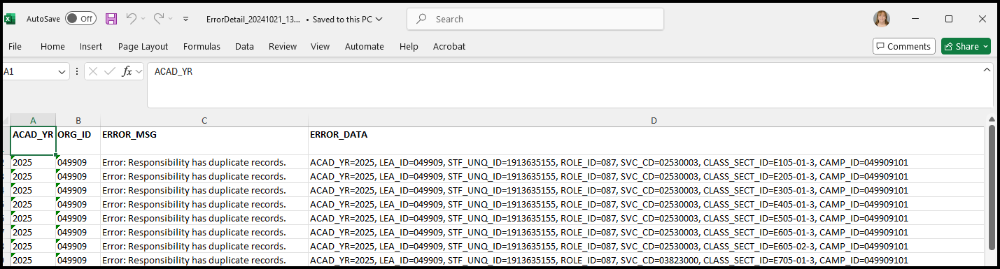 AutoSave Off ErrorDetail_20241021_13... • Saved to this PC Search
File Home Insert Page Layout Formulas Data Review View Automate Help Acrobat Comments Share
A1 fx ACAD_YR
A B C D
ACAD_YR ORG_ID ERROR_MSG ERROR_DATA
2025 049909 Error: Responsibility has duplicate records. ACAD_YR=2025, LEA_ID=049909, STF_UNQ_ID=1913635155, ROLE_ID=087, SVC_CD=02530003, CLASS_SECT_ID=E105-01-3, CAMP_ID=049909101
2025 049909 Error: Responsibility has duplicate records. ACAD_YR=2025, LEA_ID=049909, STF_UNQ_ID=1913635155, ROLE_ID=087, SVC_CD=02530003, CLASS_SECT_ID=E205-01-3, CAMP_ID=049909101
2025 049909 Error: Responsibility has duplicate records. ACAD_YR=2025, LEA_ID=049909, STF_UNQ_ID=1913635155, ROLE_ID=087, SVC_CD=02530003, CLASS_SECT_ID=E305-01-3, CAMP_ID=049909101
2025 049909 Error: Responsibility has duplicate records. ACAD_YR=2025, LEA_ID=049909, STF_UNQ_ID=1913635155, ROLE_ID=087, SVC_CD=02530003, CLASS_SECT_ID=E405-01-3, CAMP_ID=049909101
2025 049909 Error: Responsibility has duplicate records. ACAD_YR=2025, LEA_ID=049909, STF_UNQ_ID=1913635155, ROLE_ID=087, SVC_CD=02530003, CLASS_SECT_ID=E505-01-3, CAMP_ID=049909101
2025 049909 Error: Responsibility has duplicate records. ACAD_YR=2025, LEA_ID=049909, STF_UNQ_ID=1913635155, ROLE_ID=087, SVC_CD=02530003, CLASS_SECT_ID=E605-01-3, CAMP_ID=049909101
2025 049909 Error: Responsibility has duplicate records. ACAD_YR=2025, LEA_ID=049909, STF_UNQ_ID=1913635155, ROLE_ID=087, SVC_CD=02530003, CLASS_SECT_ID=E605-02-3, CAMP_ID=049909101
2025 049909 Error: Responsibility has duplicate records. ACAD_YR=2025, LEA_ID=049909, STF_UNQ_ID=1913635155, ROLE_ID=087, SVC_CD=03823000, CLASS_SECT_ID=E705-01-3, CAMP_ID=049909101